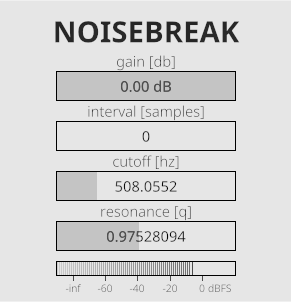 NOISEBREAK
gain [db]
0.00 dB
interval [samples]
0
cutoff [hz]
508.0552
resonance [q]
0.97528094
-inf -60 -40 -20 0 dBFS